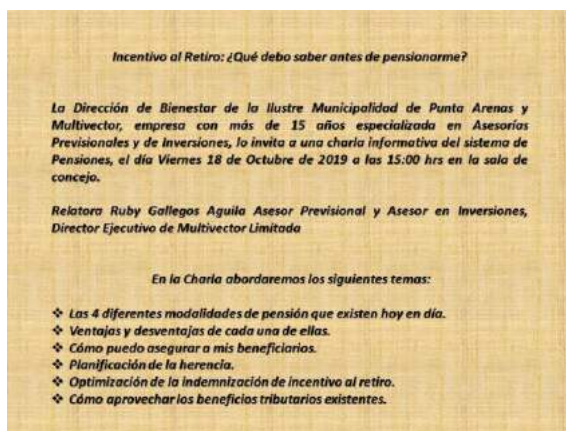 Incentivo al Retiro: ¿Qué debo saber antes de pensionarme?
La Dirección de Bienestar de la Ilustre Municipalidad de Punta Arenas y
Multivector, empresa con más de 15 años especializada en Asesorías
Previsionales y de Inversiones, lo invita a una charla informativa del sistema de
Pensiones, el día Viernes 18 de Octubre de 2019 a las 15:00 hrs en la sala de
concejo.
Relatora Ruby Gallegos Aguila Asesor Previsional y Asesor en Inversiones,
Director Ejecutivo de Multivector Limitada
En la Charla abordaremos los siguientes temas:
❖ Las 4 diferentes modalidades de pensión que existen hoy en día.
❖ Ventajas y desventajas de cada una de ellas.
❖ Cómo puedo asegurar a mis beneficiarios.
❖ Planificación de la herencia.
❖ Optimización de la indemnización de incentivo al retiro.
❖ Cómo aprovechar los beneficios tributarios existentes.